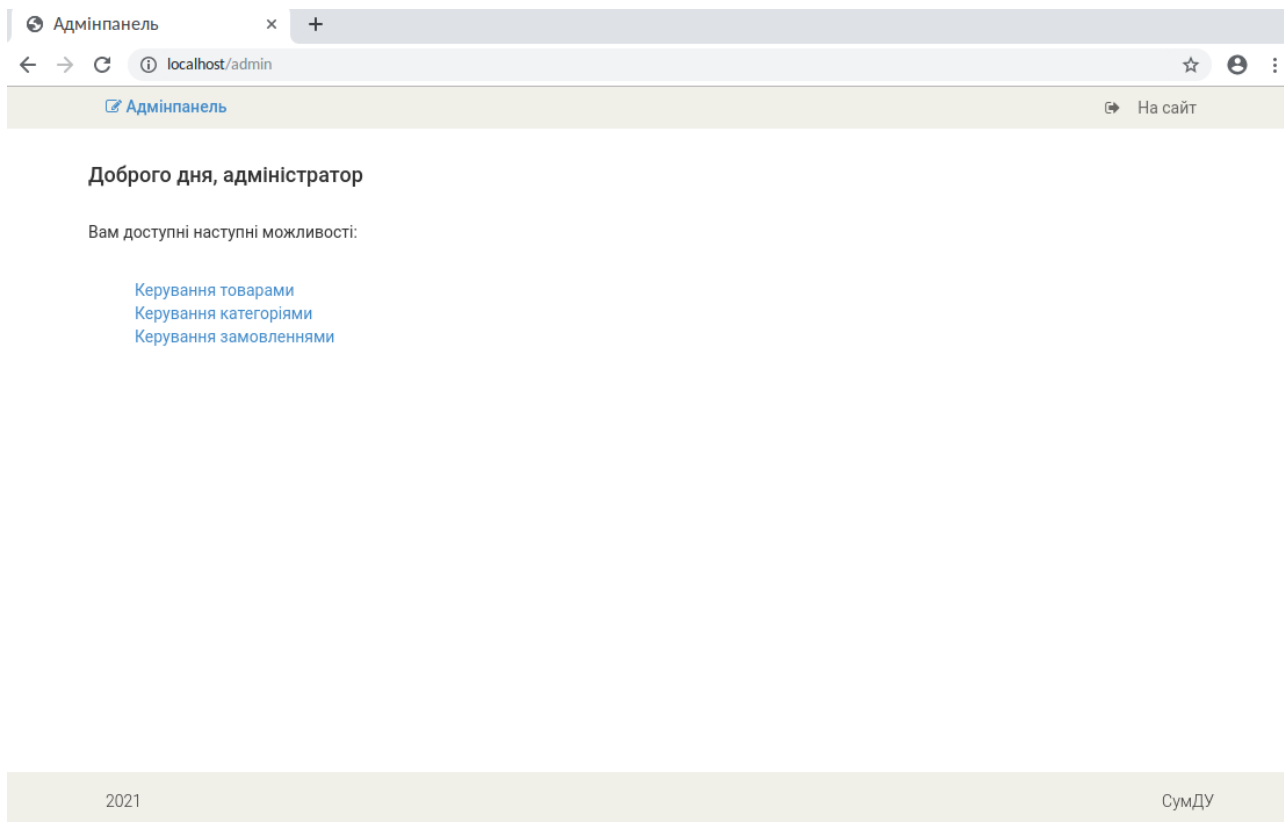 Адмінпанель
localhost/admin
Адмінпанель На сайт
Доброго дня, адміністратор
Вам доступні наступні можливості:
Керування товарами
Керування категоріями
Керування замовленнями
2021 СумДУ